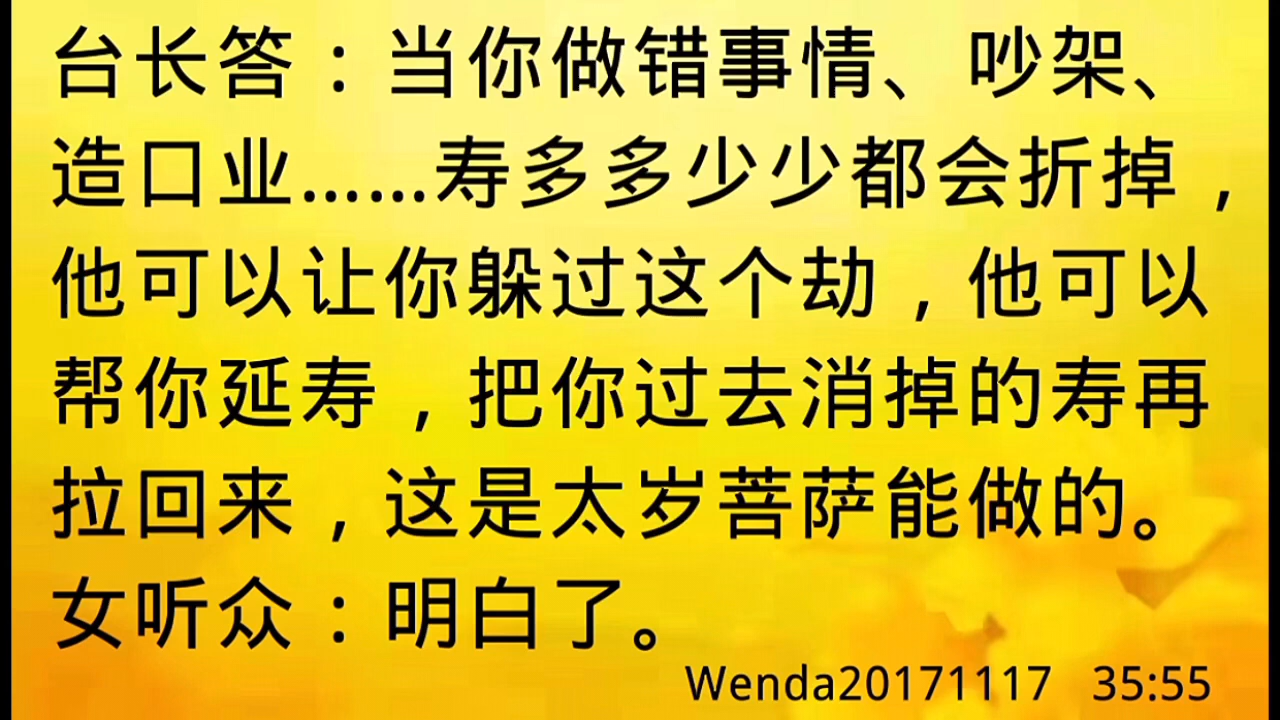 台长答：当你做错事情、吵架、
造口业……寿多多少少都会折掉，
他可以让你躲过这个劫，他可以
帮你延寿，把你过去消掉的寿再
拉回来，这是太岁菩萨能做的。
女听众：明白了。
Wenda20171117 35:55